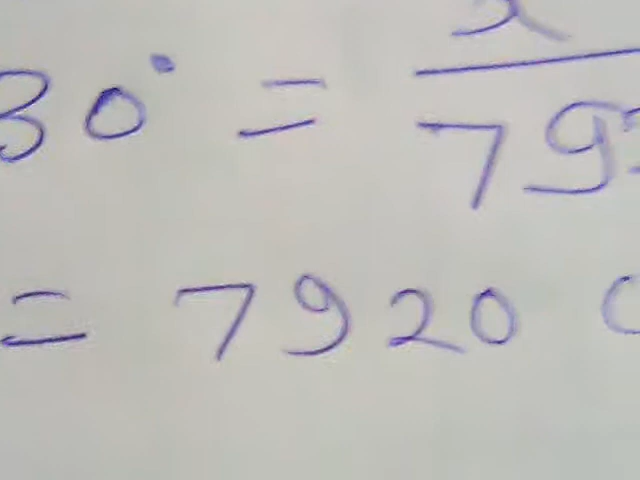 30° = x/79
= 7920 (